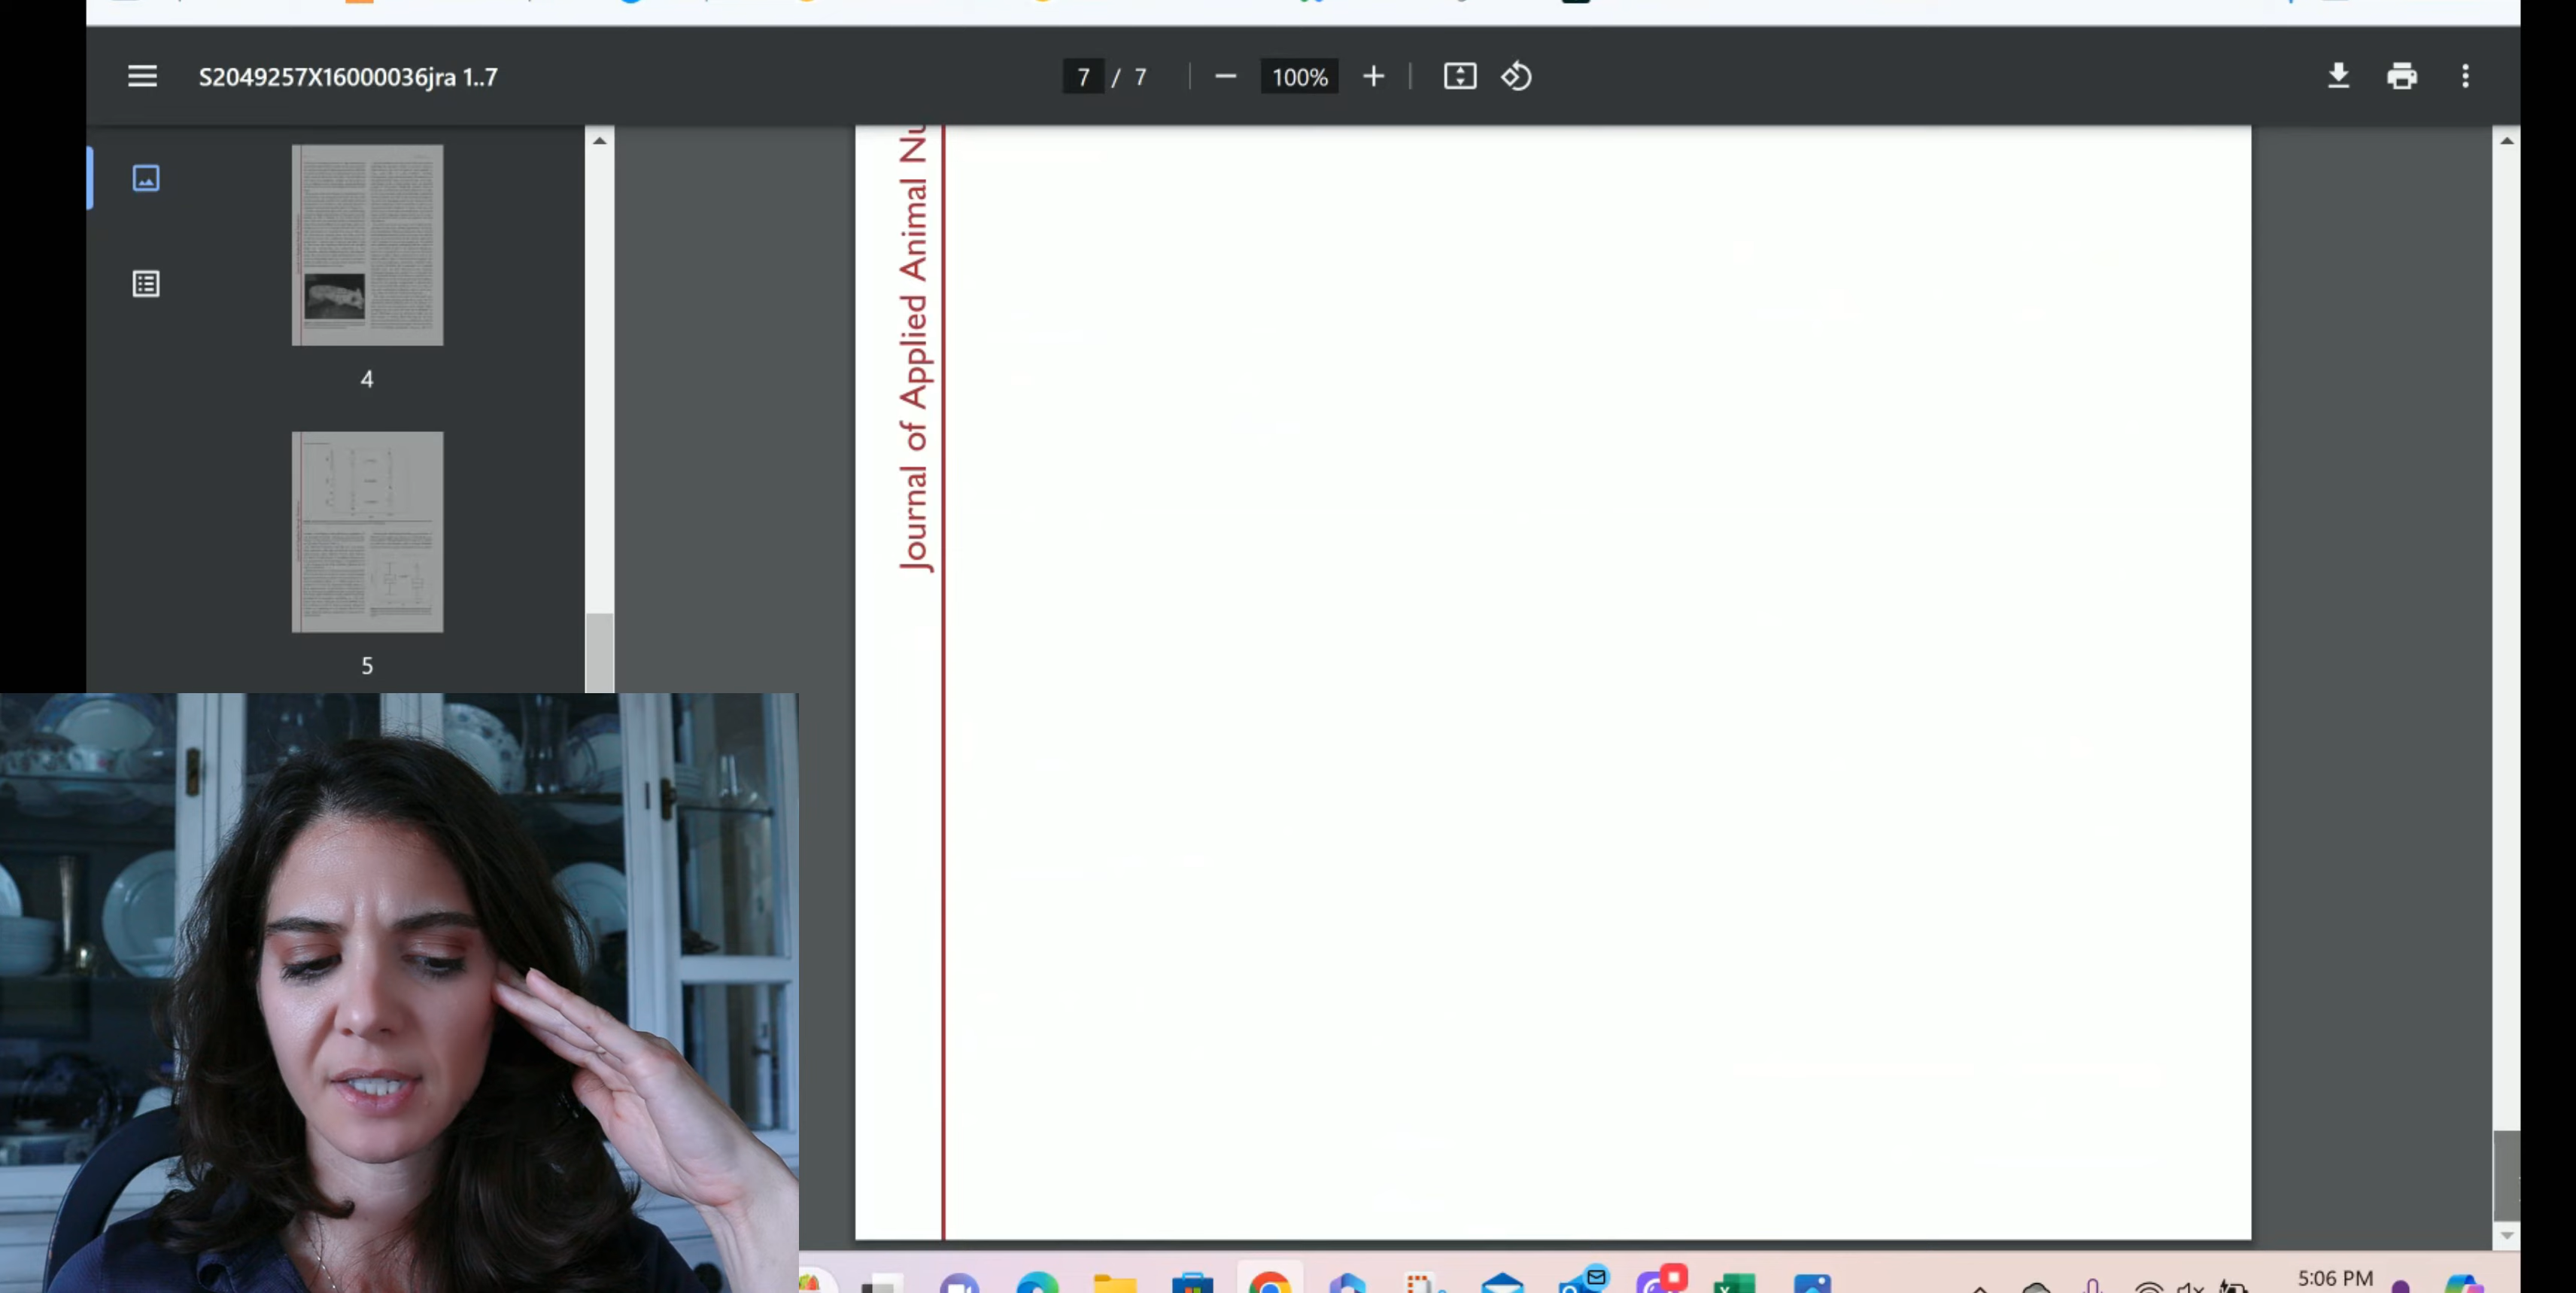 S2049257X16000036jra 1..7
7 / 7
100%
4
5
Journal of Applied Animal Nu
5:06 PM